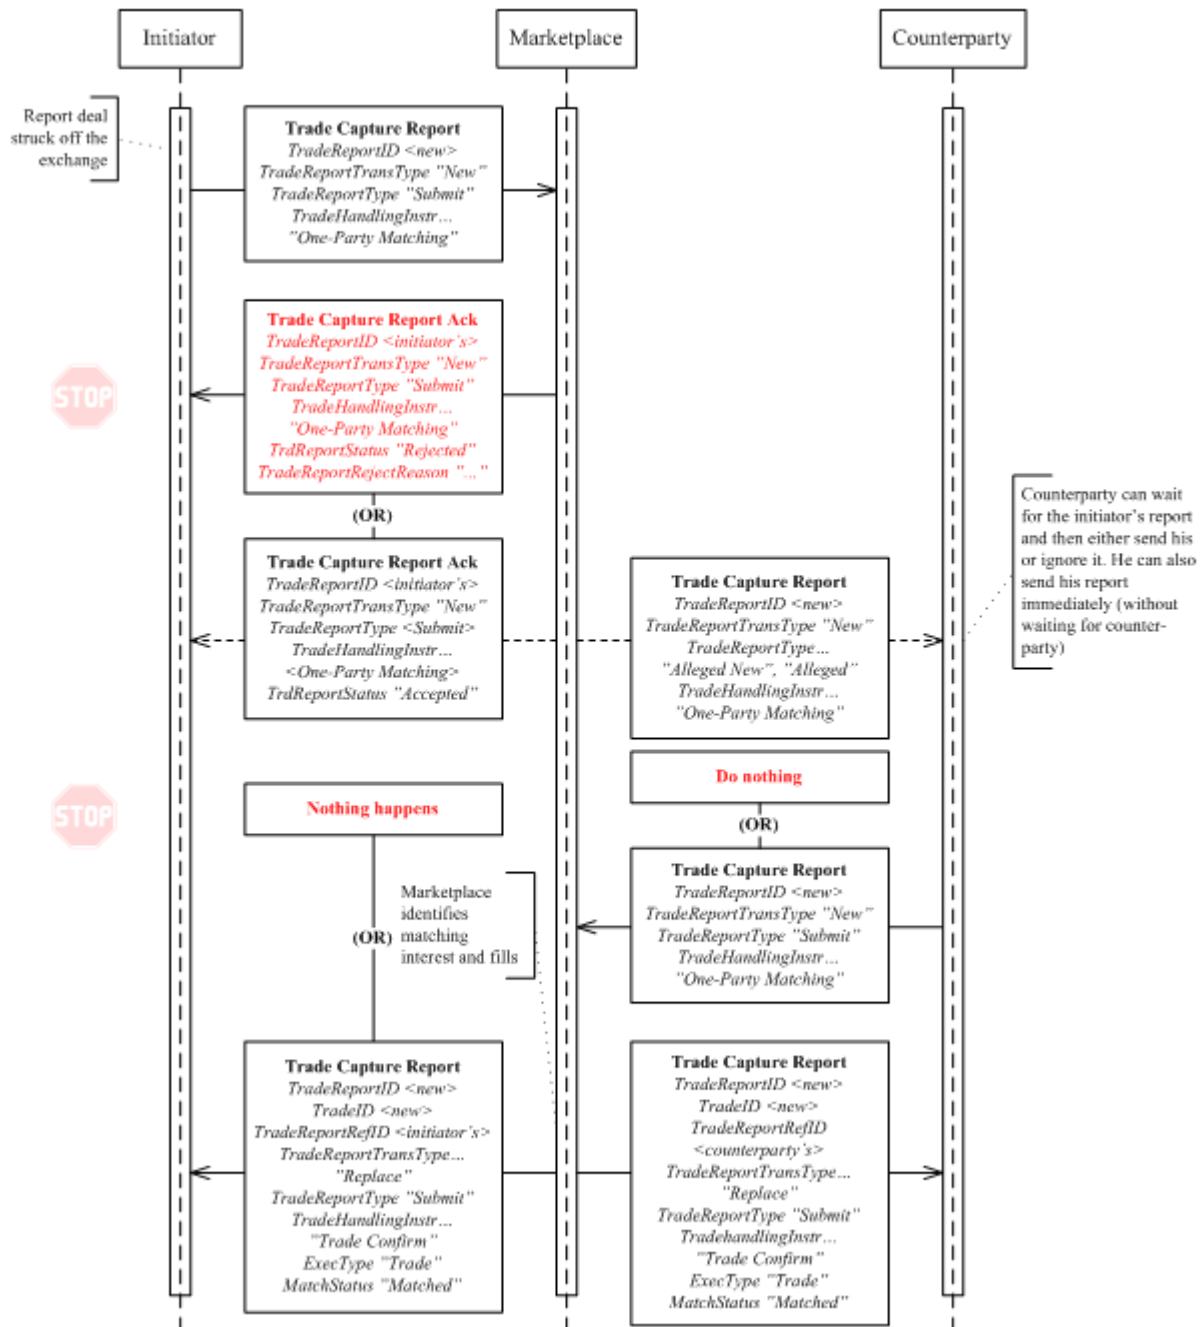 Initiator
Marketplace
Counterparty
Report deal
struck off the
exchange
Trade Capture Report
TradeReportID <new>
TradeReportTransType "New"
TradeReportType "Submit"
TradeHandlingInstr...
"One-Party Matching"
Trade Capture Report Ack
TradeReportID <initiator's>
TradeReportTransType "New"
TradeReportType "Submit"
TradeHandlingInstr...
"One-Party Matching"
TrdReportStatus "Rejected"
TradeReportRejectReason "..."
STOP
(OR)
Trade Capture Report Ack
TradeReportID <initiator's>
TradeReportTransType "New"
TradeReportType <Submit>
TradeHandlingInstr...
<One-Party Matching>
TrdReportStatus "Accepted"
Trade Capture Report
TradeReportID <new>
TradeReportTransType "New"
TradeReportType...
"Alleged New", "Alleged"
TradeHandlingInstr...
"One-Party Matching"
Counterparty can wait
for the initiator's report
and then either send his
or ignore it. He can also
send his report
immediately (without
waiting for counter-
party)
STOP
Nothing happens
Do nothing
(OR)
Trade Capture Report
TradeReportID <new>
TradeReportTransType "New"
TradeReportType "Submit"
TradeHandlingInstr...
"One-Party Matching"
(OR)
Marketplace
identifies
matching
interest and fills
Trade Capture Report
TradeReportID <new>
TradeID <new>
TradeReportRefID <initiator's>
TradeReportTransType...
"Replace"
TradeReportType "Submit"
TradeHandlingInstr...
"Trade Confirm"
ExecType "Trade"
MatchStatus "Matched"
Trade Capture Report
TradeReportID <new>
TradeID <new>
TradeReportRefID
<counterparty's>
TradeReportTransType...
"Replace"
TradeReportType "Submit"
TradehandlingInstr...
"Trade Confirm"
ExecType "Trade"
MatchStatus "Matched"